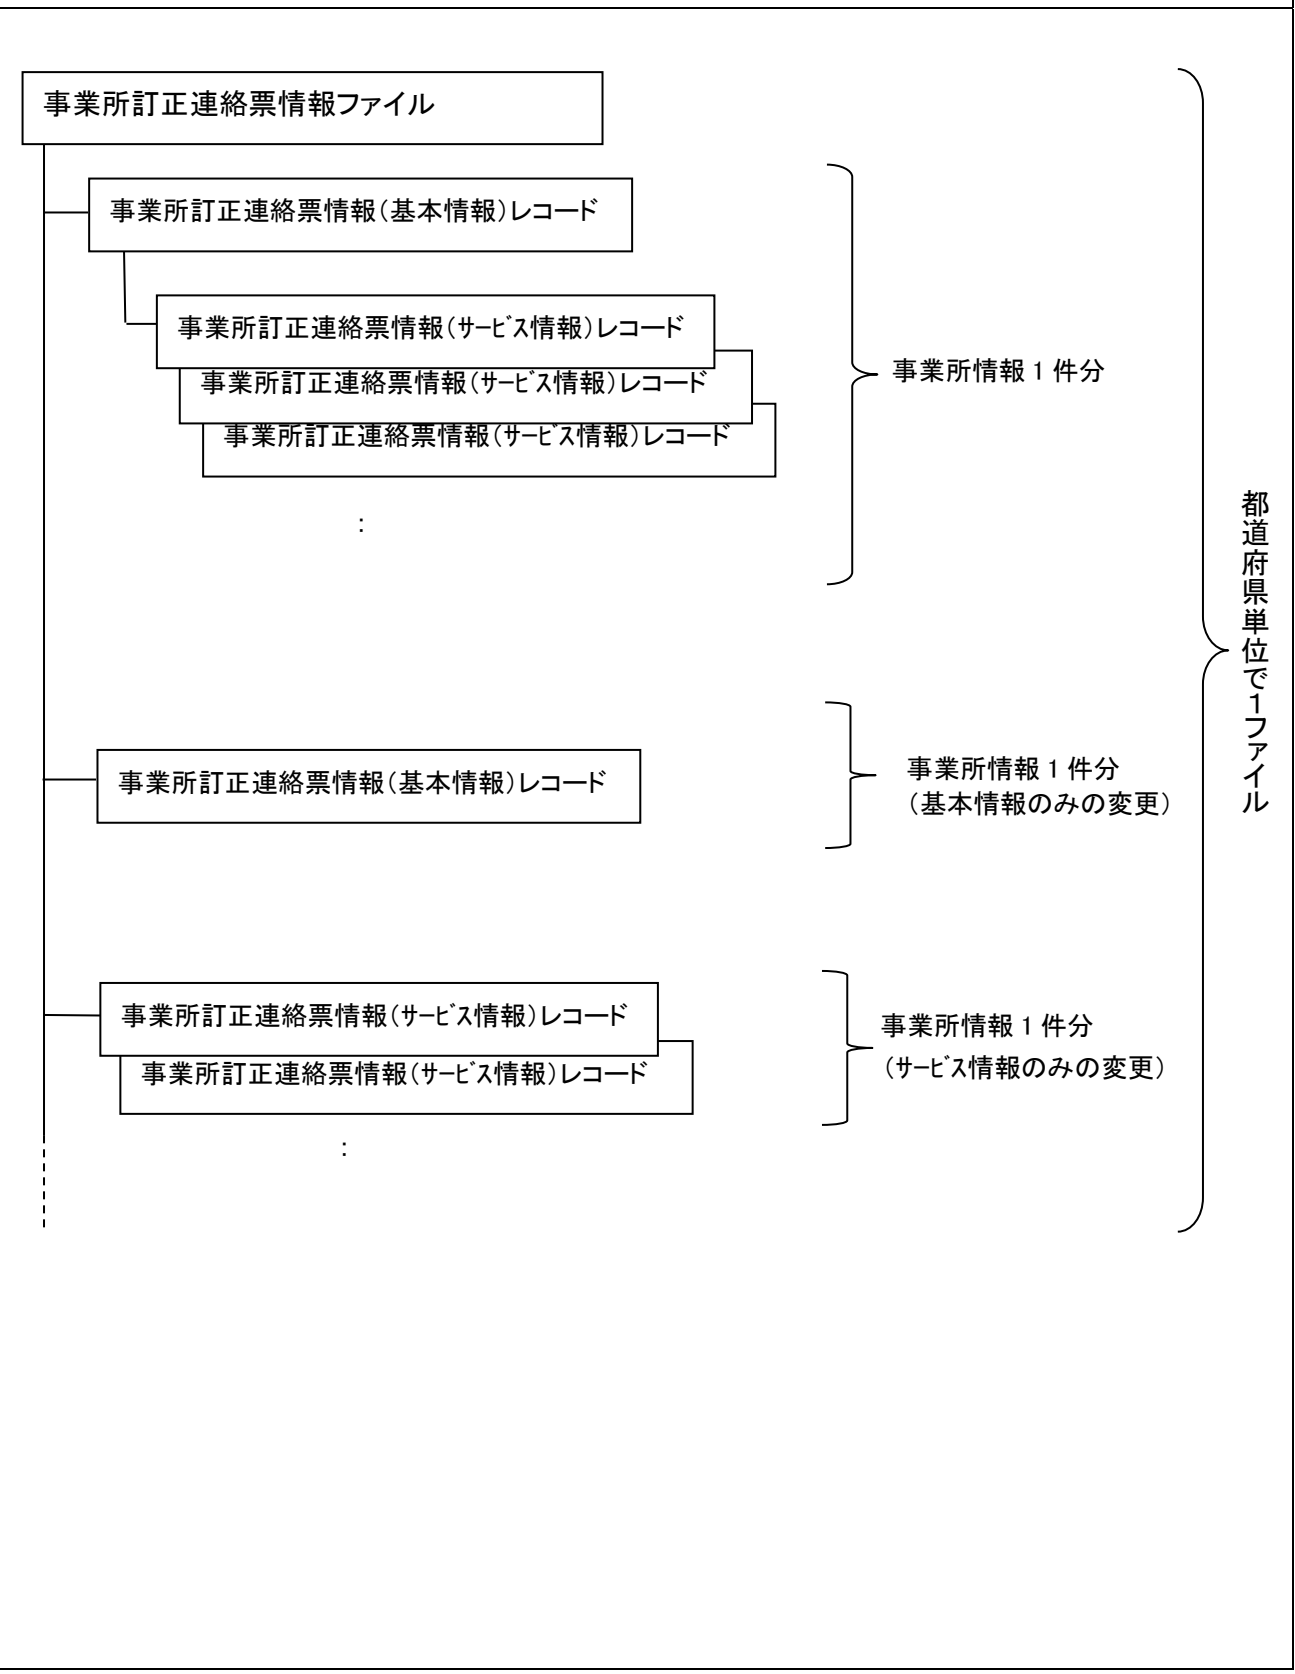 事業所訂正連絡票情報ファイル
事業所訂正連絡票情報（基本情報）レコード
事業所訂正連絡票情報（ｻｰﾋﾞｽ情報）レコード
事業所訂正連絡票情報（ｻｰﾋﾞｽ情報）レコード
事業所訂正連絡票情報（ｻｰﾋﾞｽ情報）レコード
：
事業所情報１件分
事業所訂正連絡票情報（基本情報）レコード
事業所情報１件分
（基本情報のみの変更）
事業所訂正連絡票情報（ｻｰﾋﾞｽ情報）レコード
事業所訂正連絡票情報（ｻｰﾋﾞｽ情報）レコード
：
事業所情報１件分
（ｻｰﾋﾞｽ情報のみの変更）
都道府県単位で１ファイル